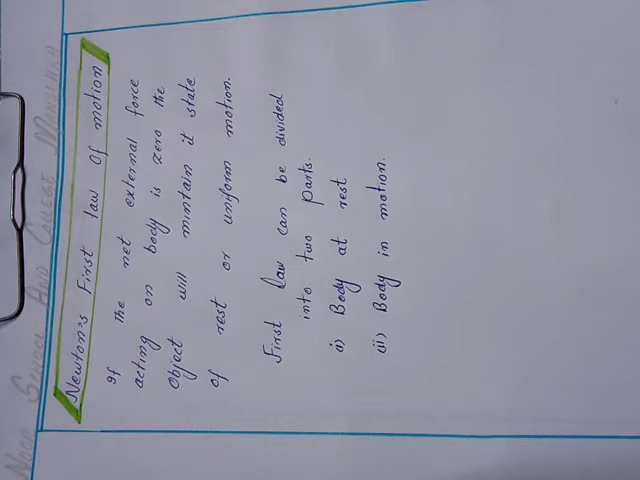 Newton's First law Of motion
If the net external force
acting on body is zero the
Object will mintain it state
of rest or uniform motion.
First law can be divided
into two parts.
(i) Body at rest
(ii) Body in motion.